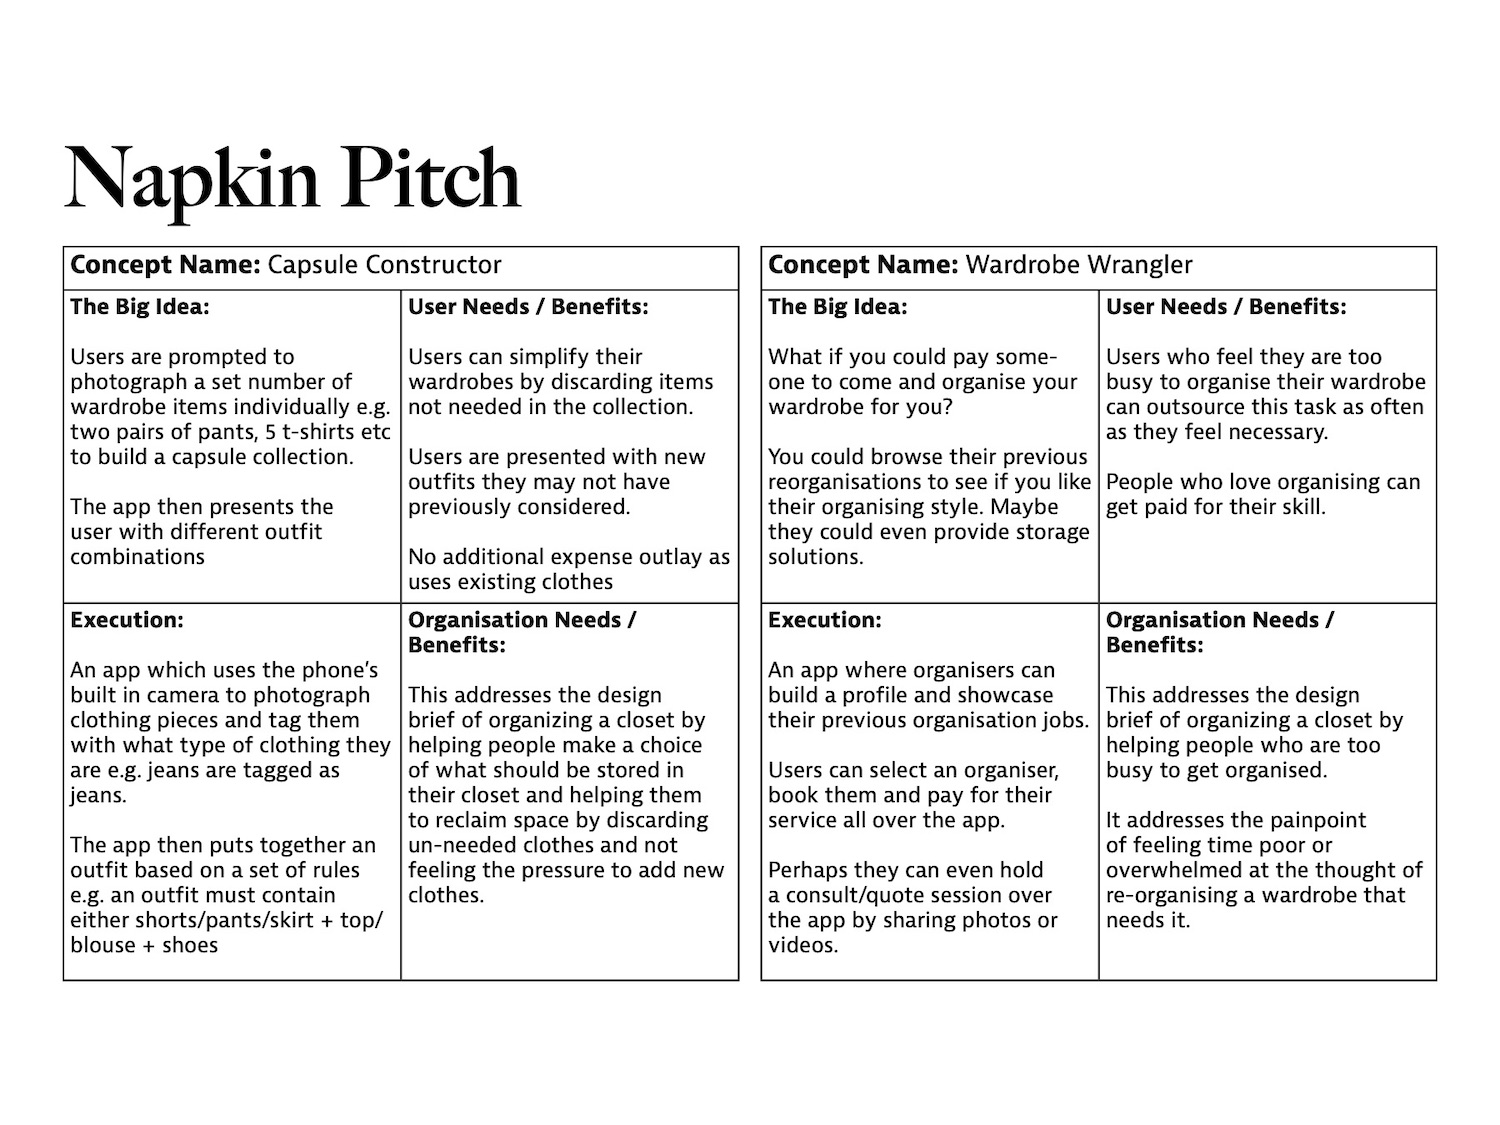 Napkin Pitch
Concept Name: Capsule Constructor
The Big Idea:
Users are prompted to
photograph a set number of
wardrobe items individually e.g.
two pairs of pants, 5 t-shirts etc
to build a capsule collection.
The app then presents the
user with different outfit
combinations
User Needs / Benefits:
Users can simplify their
wardrobes by discarding items
not needed in the collection.
Users are presented with new
outfits they may not have
previously considered.
No additional expense outlay as
uses existing clothes
Execution:
An app which uses the phone's
built in camera to photograph
clothing pieces and tag them
with what type of clothing they
are e.g. jeans are tagged as
jeans.
The app then puts together an
outfit based on a set of rules
e.g. an outfit must contain
either shorts/pants/skirt + top/
blouse + shoes
Organisation Needs /
Benefits:
This addresses the design
brief of organizing a closet by
helping people make a choice
of what should be stored in
their closet and helping them
to reclaim space by discarding
un-needed clothes and not
feeling the pressure to add new
clothes.
Concept Name: Wardrobe Wrangler
The Big Idea:
What if you could pay some-
one to come and organise your
wardrobe for you?
You could browse their previous
reorganisations to see if you like
their organising style. Maybe
they could even provide storage
solutions.
User Needs / Benefits:
Users who feel they are too
busy to organise their wardrobe
can outsource this task as often
as they feel necessary.
People who love organising can
get paid for their skill.
Execution:
An app where organisers can
build a profile and showcase
their previous organisation jobs.
Users can select an organiser,
book them and pay for their
service all over the app.
Perhaps they can even hold
a consult/quote session over
the app by sharing photos or
videos.
Organisation Needs /
Benefits:
This addresses the design
brief of organizing a closet by
helping people who are too
busy to get organised.
It addresses the painpoint
of feeling time poor or
overwhelmed at the thought of
re-organising a wardrobe that
needs it.